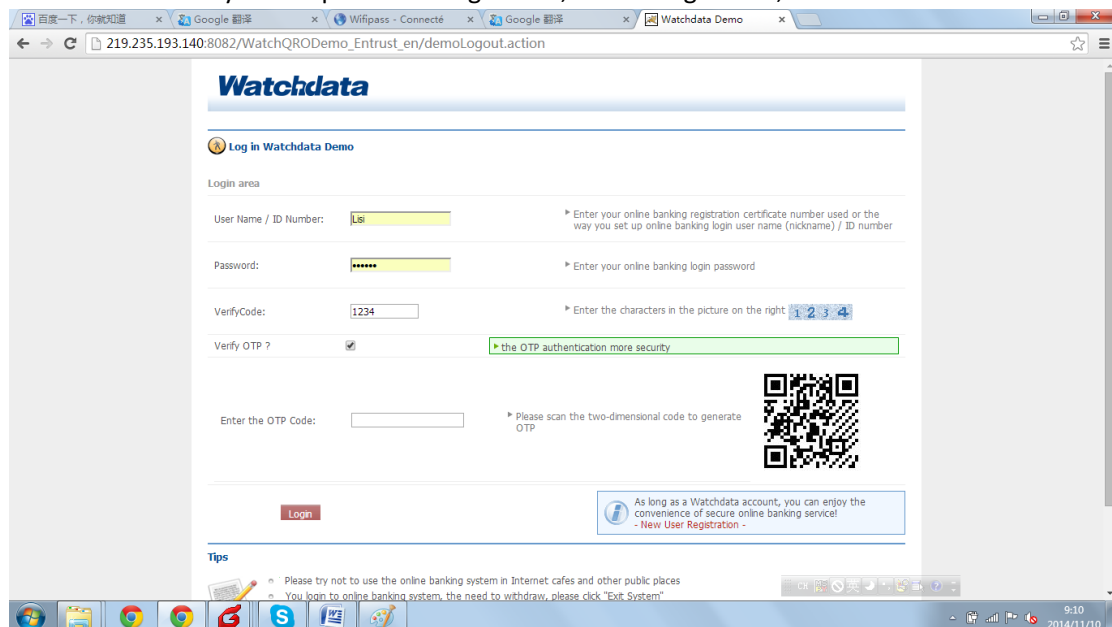 百度一下，你就知道 × Google 翻译 × Wifipass - Connecté × Google 翻译 × Watchdata Demo ×
219.235.193.140:8082/WatchQRODemo_Entrust_en/demoLogout.action
Watchdata
Log in Watchdata Demo
Login area
User Name / ID Number:
Lisi
Enter your online banking registration certificate number used or the
way you set up online banking login user name (nickname) / ID number
Password:
••••••
Enter your online banking login password
VerifyCode:
1234
Enter the characters in the picture on the right
1 2 3 4
Verify OTP ?
the OTP authentication more security
Enter the OTP Code:
Please scan the two-dimensional code to generate
OTP
Login
As long as a Watchdata account, you can enjoy the
convenience of secure online banking service!
- New User Registration -
Tips
Please try not to use the online banking system in Internet cafes and other public places
You login to online banking system, the need to withdraw, please click "Exit System"
CH
英
9:10
2014/11/10